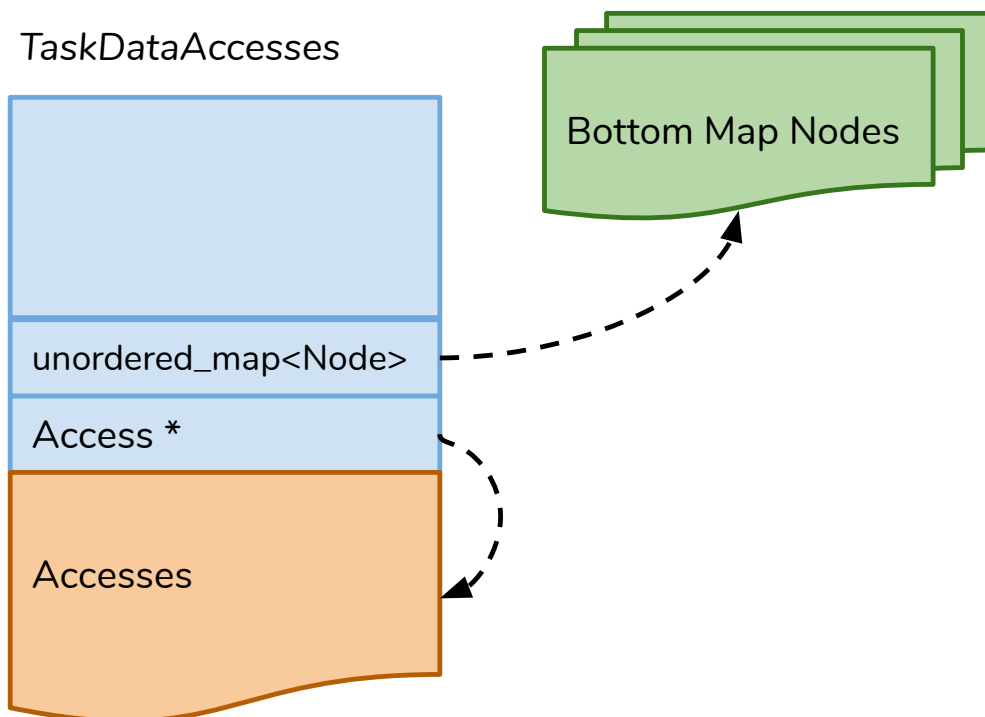 TaskDataAccesses
Bottom Map Nodes
unordered_map<Node>
Access *
Accesses